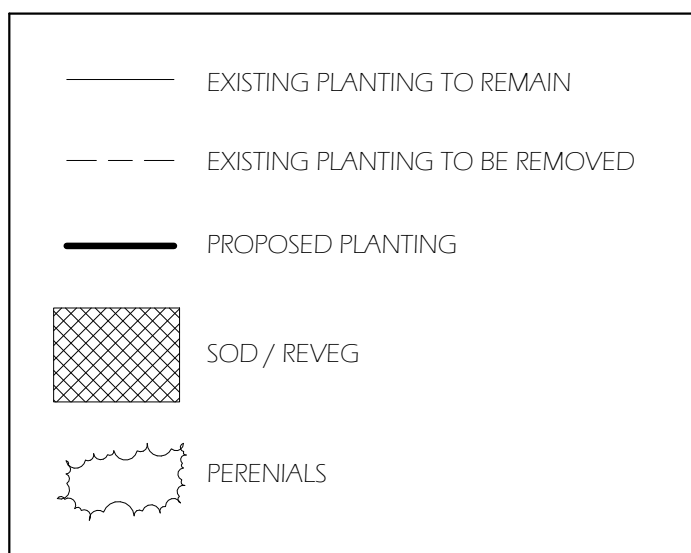 EXISTING PLANTING TO REMAIN
EXISTING PLANTING TO BE REMOVED
PROPOSED PLANTING
SOD / REVEG
PERENIALS